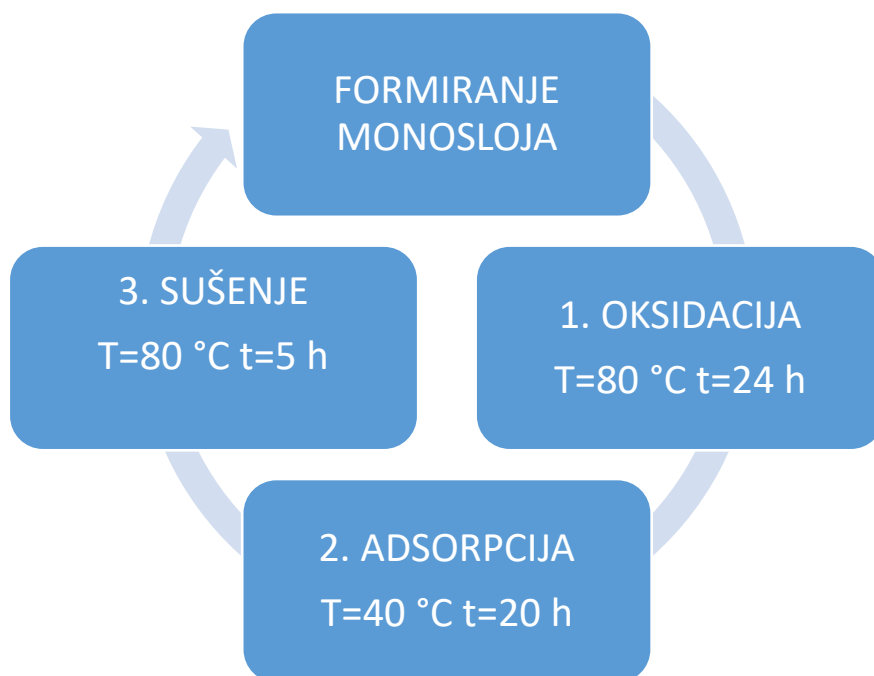 FORMIRANJE
MONOSLOJA
1. OKSIDACIJA
T=80 °C t=24 h
2. ADSORPCIJA
T=40 °C t=20 h
3. SUŠENJE
T=80 °C t=5 h